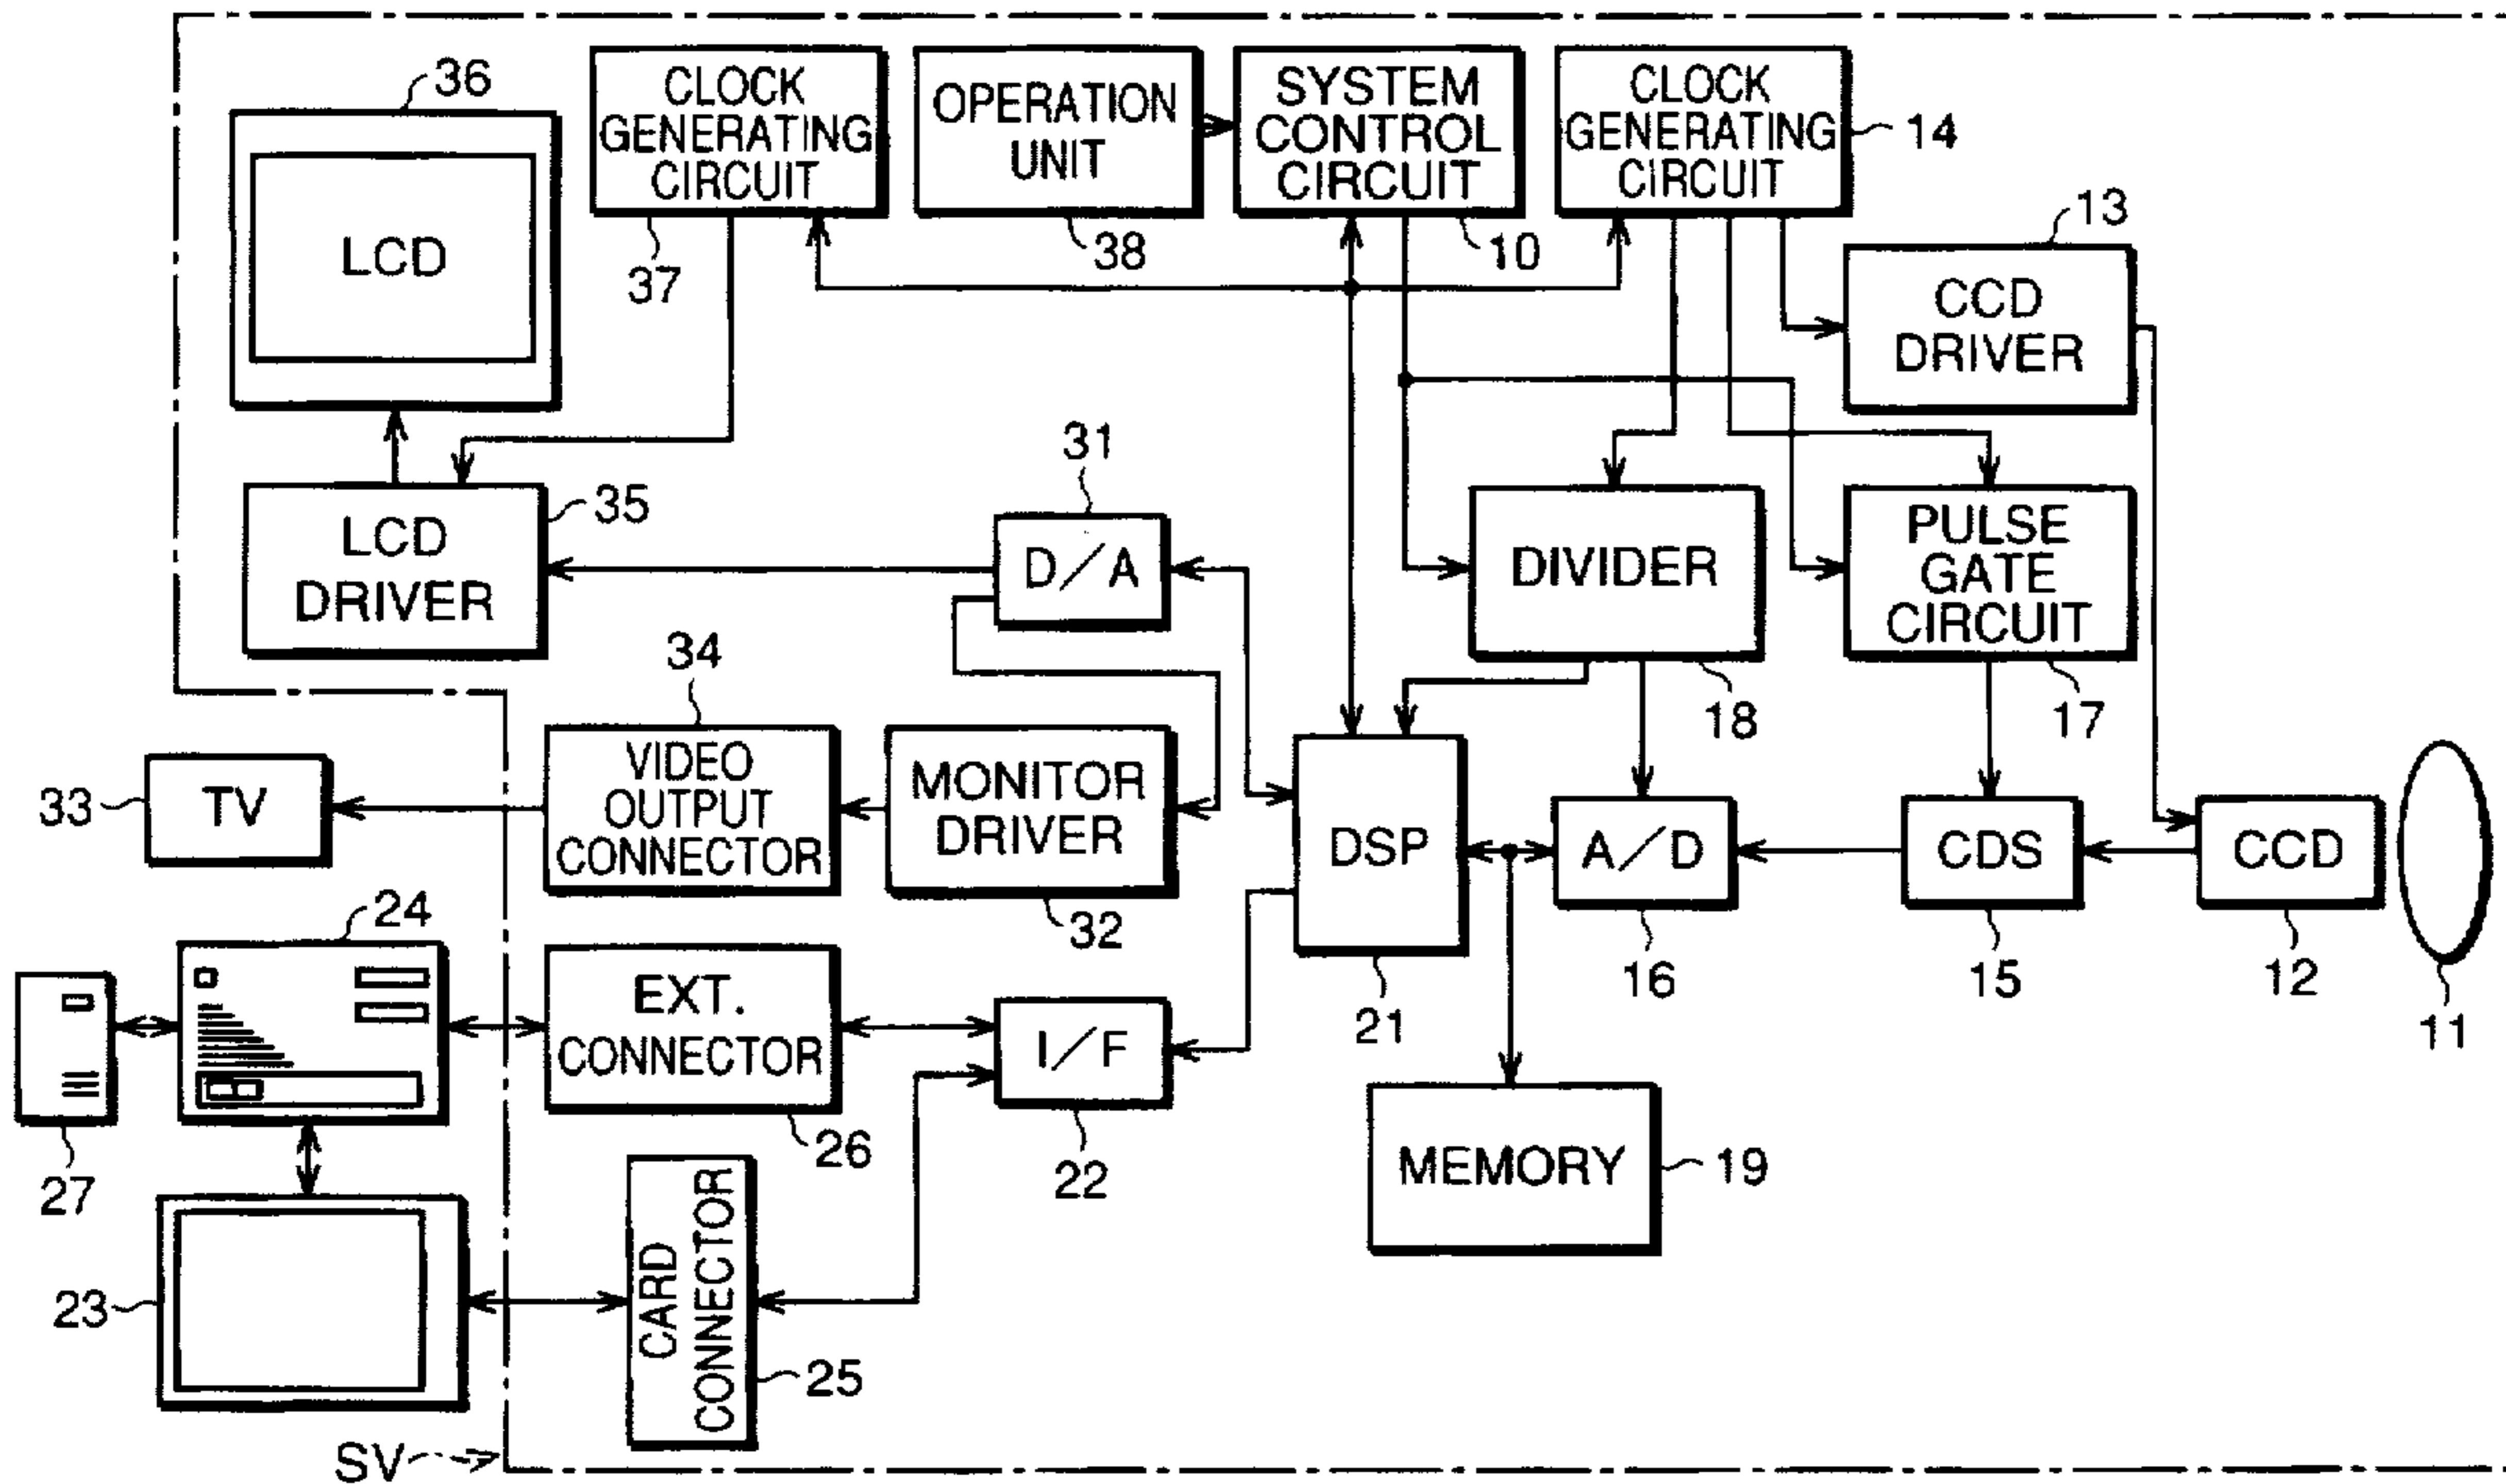 36
LCD
CLOCK
GENERATING
CIRCUIT
37
OPERATION
UNIT
38
SYSTEM
CONTROL
CIRCUIT
10
CLOCK
GENERATING
CIRCUIT
14
13
CCD
DRIVER
LCD
DRIVER
35
31
D/A
DIVIDER
18
PULSE
GATE
CIRCUIT
17
33
TV
34
VIDEO
OUTPUT
CONNECTOR
MONITOR
DRIVER
32
DSP
21
A/D
16
CDS
15
CCD
12
11
24
27
EXT.
CONNECTOR
26
I/F
22
MEMORY
19
23
CARD
CONNECTOR
25
SV